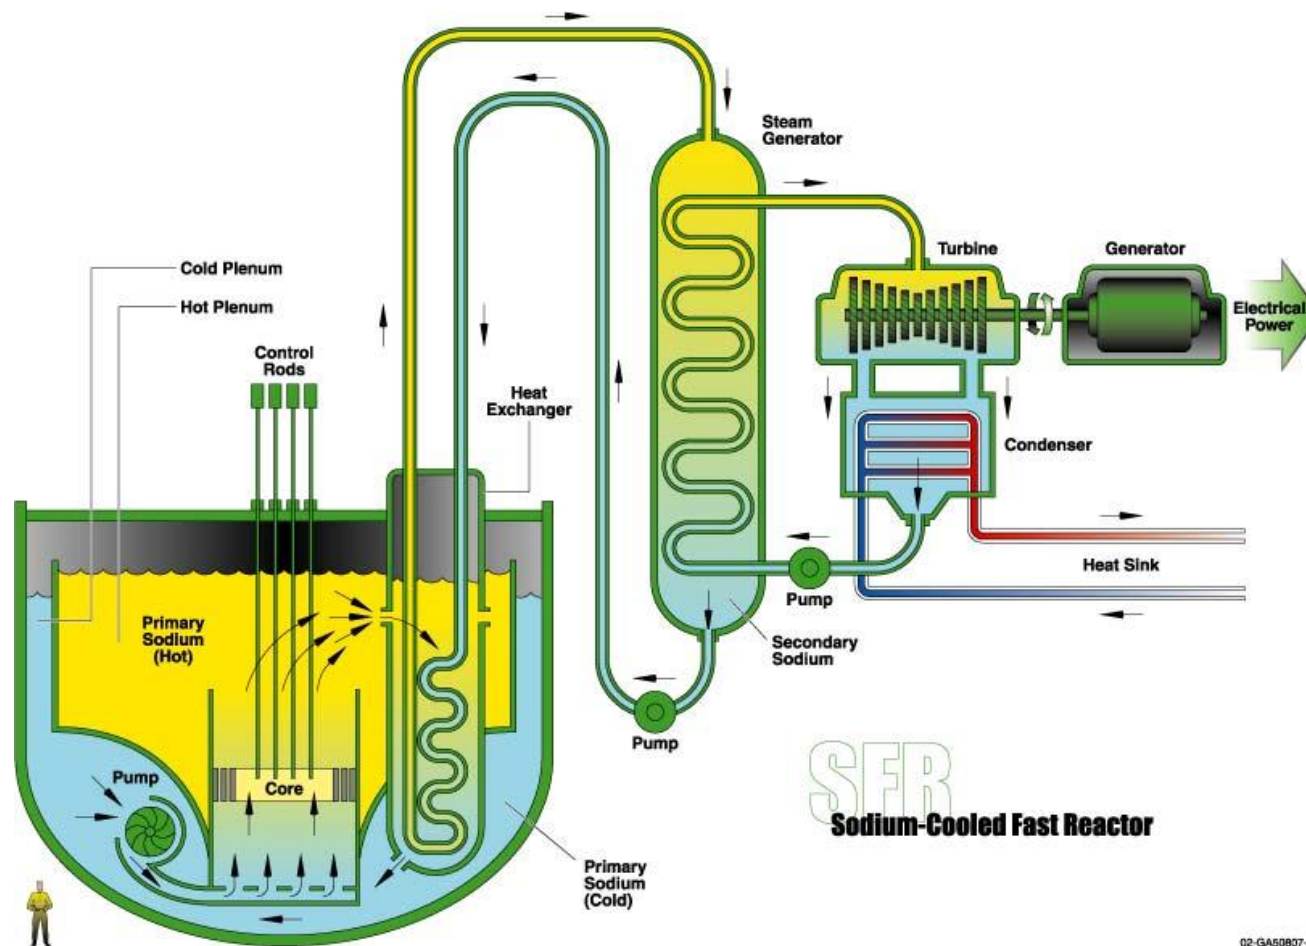 Steam
Generator
Turbine
Generator
Cold Plenum
Hot Plenum
Electrical
Power
Control
Rods
Heat
Exchanger
Condenser
Heat Sink
Pump
Primary
Sodium
(Hot)
Secondary
Sodium
Pump
Pump
Core
SFR
Sodium-Cooled Fast Reactor
Primary
Sodium
(Cold)